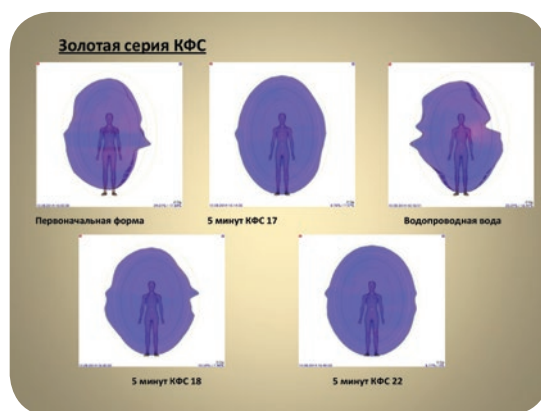 Золотая серия КФС
Первоначальная форма
5 минут КФС 17
Водопроводная вода
5 минут КФС 18
5 минут КФС 22